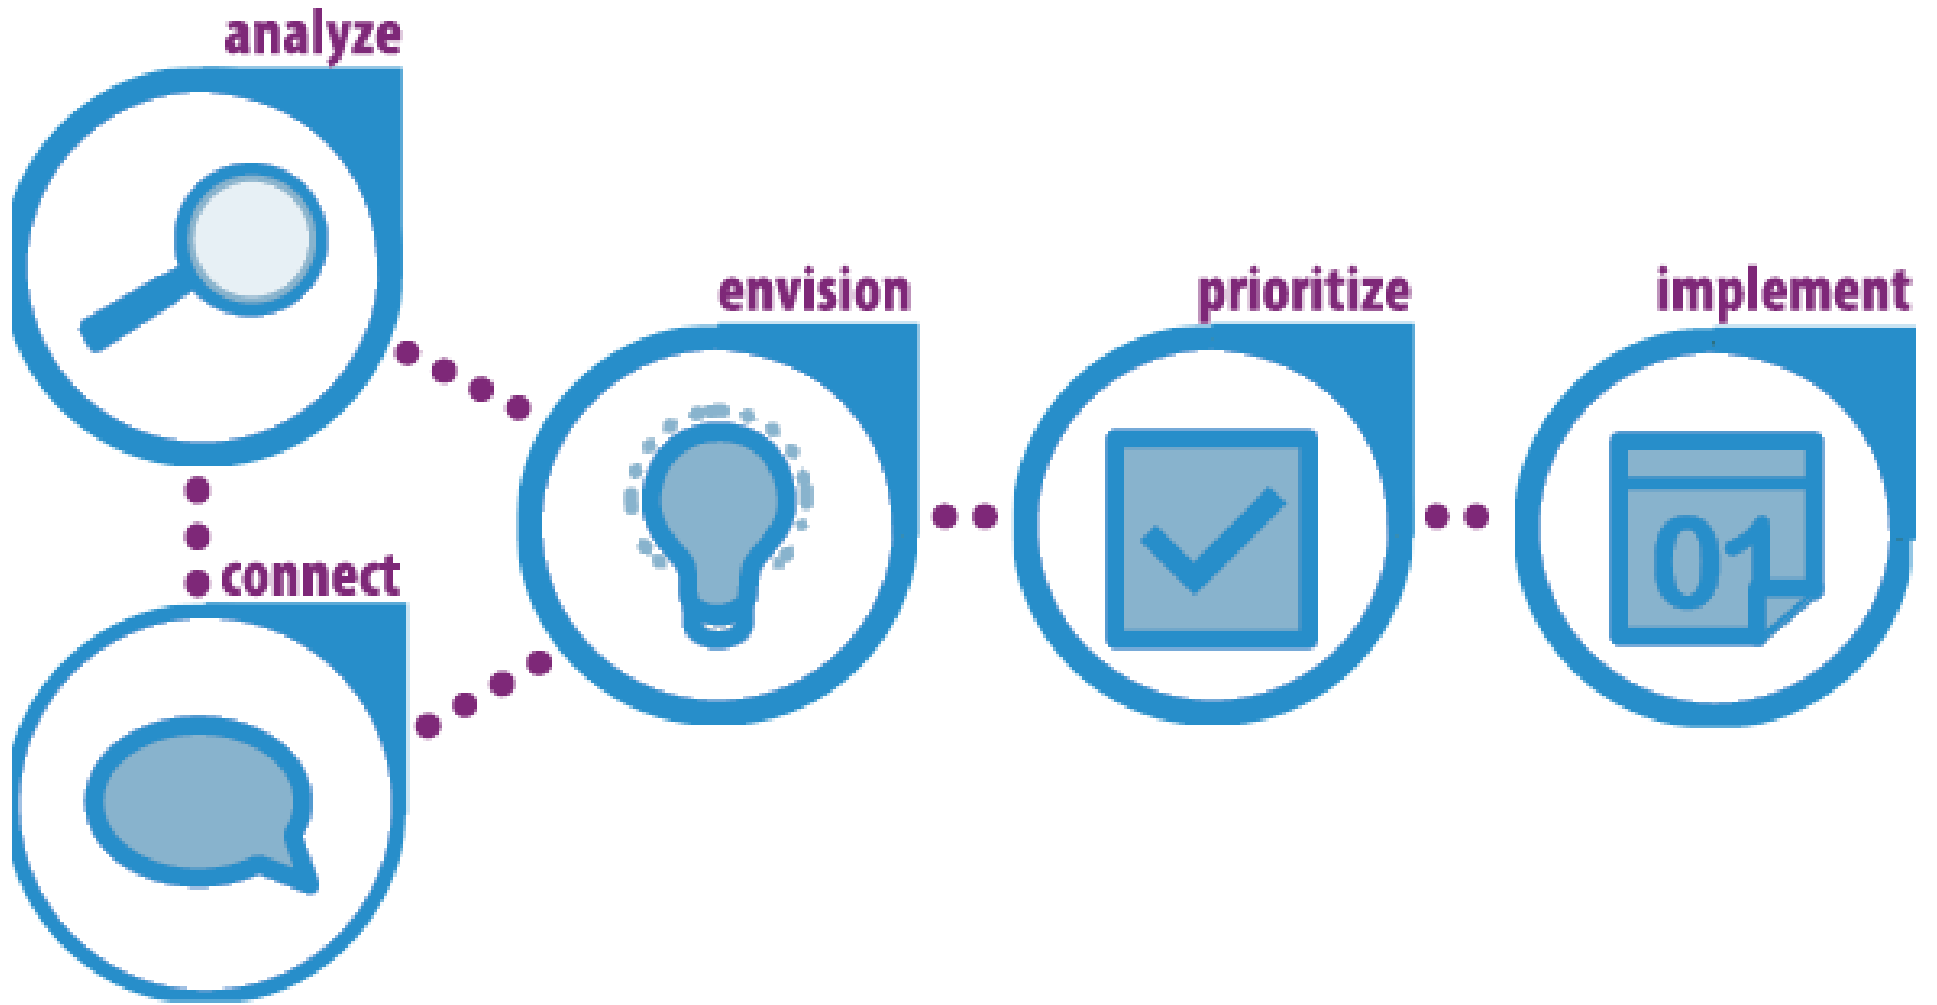 analyze
envision
prioritize
implement
connect
01